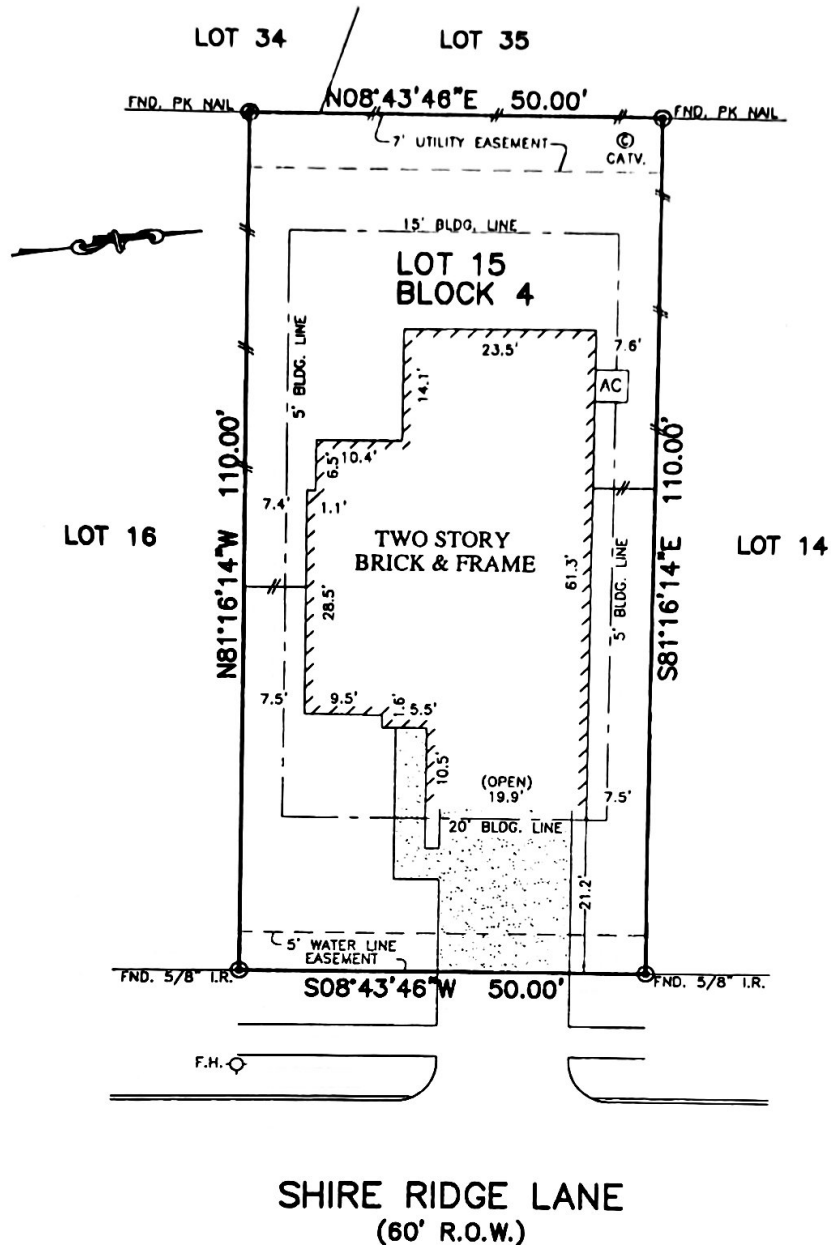 LOT 34
LOT 35
FND. PK NAIL
N08°43'46"E 50.00'
FND. PK NAIL
7' UTILITY EASEMENT
©
CATV.
15' BLDG. LINE
LOT 15
BLOCK 4
5' BLDG. LINE
23.5'
7.6'
AC
14.1'
10.4'
6.5'
1.1'
7.4'
N81°16'14"W 110.00'
S81°16'14"E 110.00'
LOT 16
LOT 14
TWO STORY
BRICK & FRAME
61.3'
5' BLDG. LINE
28.5'
7.5'
9.5'
1.6'
5.5'
10.5'
(OPEN)
19.9'
7.5'
20' BLDG. LINE
21.2'
5' WATER LINE
EASEMENT
FND. 5/8" I.R.
S08°43'46"W 50.00'
FND. 5/8" I.R.
F.H.
SHIRE RIDGE LANE
(60' R.O.W.)